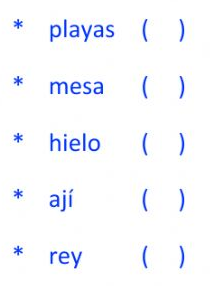 * playas ( )
* mesa ( )
* hielo ( )
* ají ( )
* rey ( )